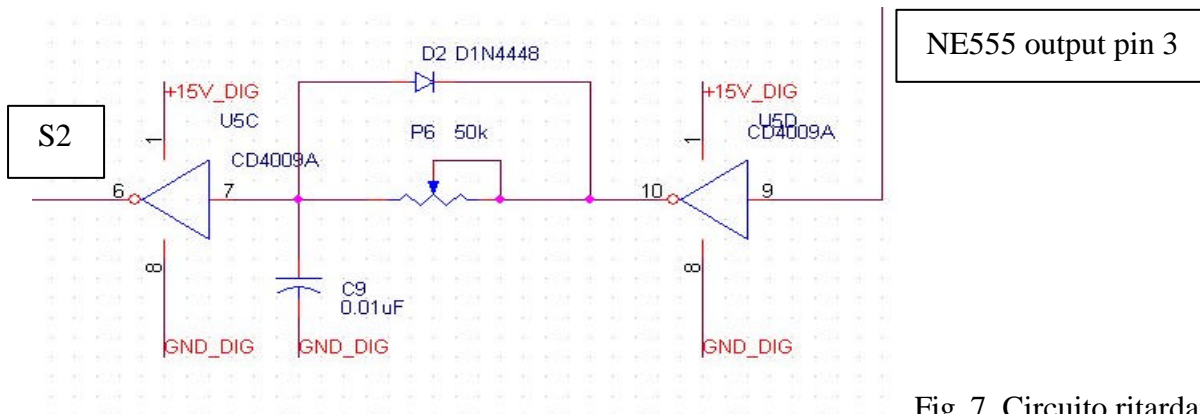 NE555 output pin 3
D2 D1N4448
+15V_DIG
U5C
CD4009A
S2
1
6
7
8
GND_DIG
P6 50k
C9
0.01uF
GND_DIG
+15V_DIG
U5D
CD4009A
1
10
9
8
GND_DIG
Fig. 7 Circuito ritarda